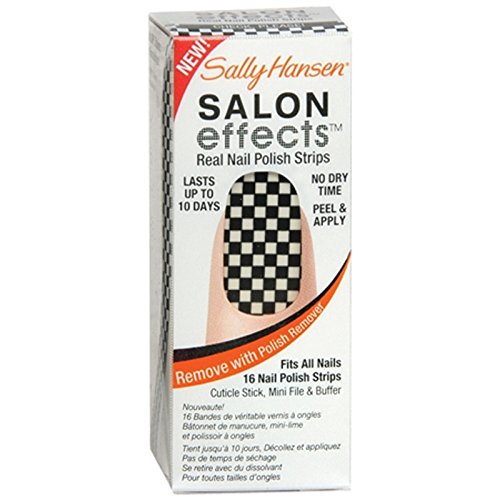 SALON
effects
NEW!
Sally Hansen®
SALON
effects™
Real Nail Polish Strips
LASTS
UP TO
10 DAYS
NO DRY
TIME
PEEL &
APPLY
Remove with Polish Remover
Fits All Nails
16 Nail Polish Strips
Cuticle Stick, Mini File & Buffer
Nouveauté!
16 Bandes de véritable vernis à ongles
Bâtonnet de manucure, mini-lime
et polissoir à ongles
Tient jusqu'à 10 jours, Décollez et appliquez
Pas de temps de séchage
Se retire avec du dissolvant
Pour toutes tailles d'ongles